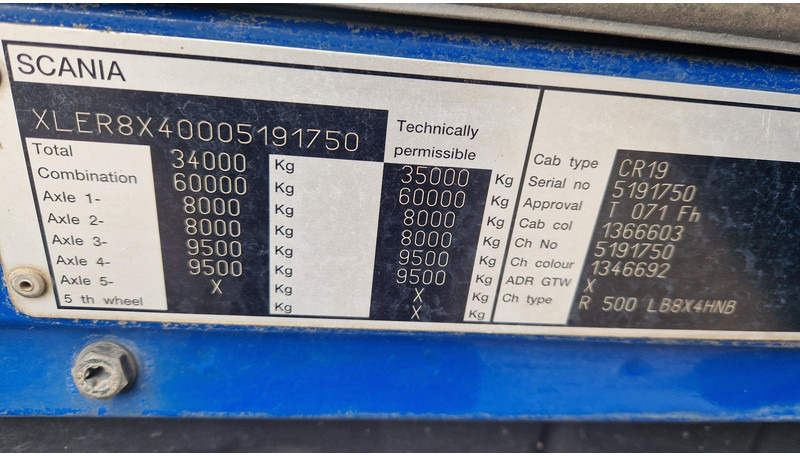 SCANIA
XLER8X40005191750
Technically
permissible
Total 34000 Kg 35000 Kg
Combination 60000 Kg 60000 Kg
Axle 1- 8000 Kg 8000 Kg
Axle 2- 8000 Kg 8000 Kg
Axle 3- 9500 Kg 9500 Kg
Axle 4- 9500 Kg 9500 Kg
Axle 5- X Kg X Kg
5 th wheel Kg X Kg
Cab type CR19
Serial no 5191750
Approval T 071 Fh
Cab col 1366603
Ch No 5191750
Ch colour 1346692
ADR GTW X
Ch type R 500 LB8X4HNB